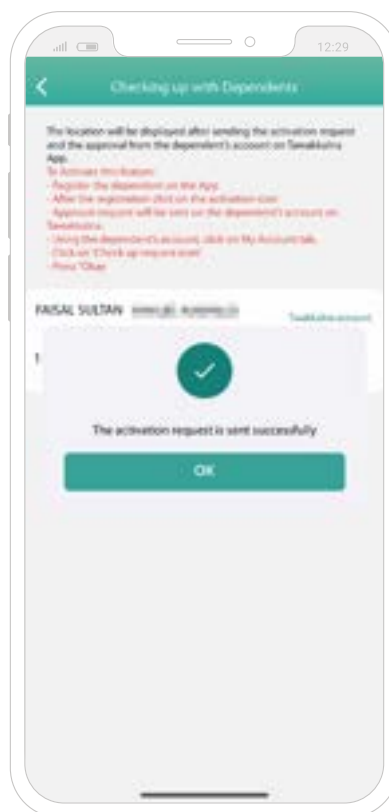 12:29
Checking up with Dependents
The location will be displayed after sending the activation request
and the approval from the dependent's account on Tawakkalna
App.
To Activate this feature:
- Register the dependent on the App
- After the registration click on the activation icon
- Approval request will be sent on the dependent's account on
Tawakkalna.
- Using the dependent's account, click on My Account tab.
- Click on "Check up request icon"
- Press "Okay
FAISAL SULTAN
Tawakkalna account
The activation request is sent successfully
OK